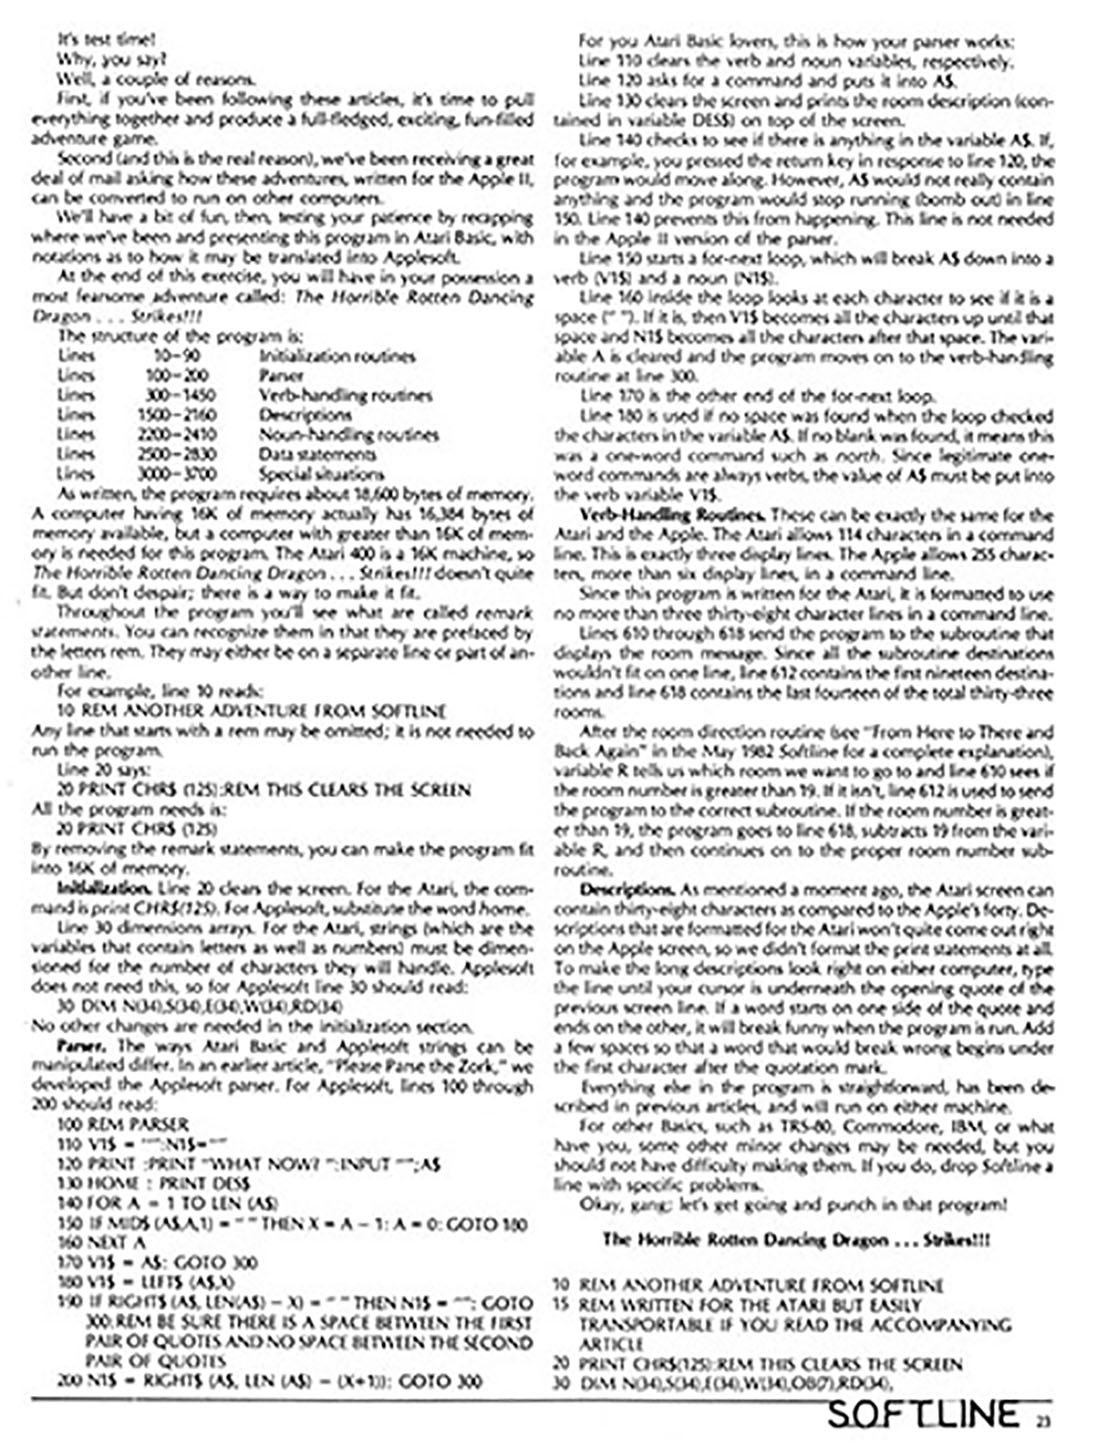 It's test time!
Why, you say?
Well, a couple of reasons.
First, if you've been following these articles, it's time to pull
everything together and produce a full-fledged, exciting, fun-filled
adventure game.
Second (and this is the real reason), we've been receiving a great
deal of mail asking how these adventures, written for the Apple II,
can be converted to run on other computers.
We'll have a bit of fun, then, testing your patience by recapping
where we've been and presenting this program in Atari Basic, with
notations as to how it may be translated into Applesoft.
At the end of this exercise, you will have in your possession a
most fearsome adventure called: The Horrible Rotten Dancing
Dragon . . . Strikes!!!
The structure of the program is:
Lines 10–90 Initialization routines
Lines 100–200 Parser
Lines 300–1450 Verb-handling routines
Lines 1500–2160 Descriptions
Lines 2200–2410 Noun-handling routines
Lines 2500–2830 Data statements
Lines 3000–3700 Special situations
As written, the program requires about 18,600 bytes of memory.
A computer having 16K of memory actually has 16,384 bytes of
memory available, but a computer with greater than 16K of mem-
ory is needed for this program. The Atari 400 is a 16K machine, so
The Horrible Rotten Dancing Dragon . . . Strikes!!! doesn't quite
fit. But don't despair; there is a way to make it fit.
Throughout the program you'll see what are called remark
statements. You can recognize them in that they are prefaced by
the letters rem. They may either be on a separate line or part of an-
other line.
For example, line 10 reads:
10 REM ANOTHER ADVENTURE FROM SOFTLINE
Any line that starts with a rem may be omitted; it is not needed to
run the program.
Line 20 says:
20 PRINT CHR$ (125):REM THIS CLEARS THE SCREEN
All the program needs is:
20 PRINT CHR$ (125)
By removing the remark statements, you can make the program fit
into 16K of memory.
Initialization. Line 20 clears the screen. For the Atari, the com-
mand is print CHR$(125). For Applesoft, substitute the word home.
Line 30 dimensions arrays. For the Atari, strings (which are the
variables that contain letters as well as numbers) must be dimen-
sioned for the number of characters they will handle. Applesoft
does not need this, so for Applesoft line 30 should read:
30 DIM N(34),S(34),E(34),W(34),RD(34)
No other changes are needed in the initialization section.
Parser. The ways Atari Basic and Applesoft strings can be
manipulated differ. In an earlier article, "Please Parse the Zork," we
developed the Applesoft parser. For Applesoft, lines 100 through
200 should read:
100 REM PARSER
110 V1$ = "":N1$=""
120 PRINT :PRINT "WHAT NOW? ":INPUT "";A$
130 HOME : PRINT DES$
140 FOR A = 1 TO LEN (A$)
150 IF MID$ (A$,A,1) = " " THEN X = A – 1: A = 0: GOTO 180
160 NEXT A
170 V1$ = A$: GOTO 300
180 V1$ = LEFT$ (A$,X)
190 IF RIGHT$ (A$, LEN(A$) – X) = " " THEN N1$ = "": GOTO
300:REM BE SURE THERE IS A SPACE BETWEEN THE FIRST
PAIR OF QUOTES AND NO SPACE BETWEEN THE SECOND
PAIR OF QUOTES
200 N1$ = RIGHT$ (A$, LEN (A$) – (X+1)): GOTO 300
For you Atari Basic lovers, this is how your parser works:
Line 110 clears the verb and noun variables, respectively.
Line 120 asks for a command and puts it into A$.
Line 130 clears the screen and prints the room description (con-
tained in variable DES$) on top of the screen.
Line 140 checks to see if there is anything in the variable A$. If,
for example, you pressed the return key in response to line 120, the
program would move along. However, A$ would not really contain
anything and the program would stop running (bomb out) in line
150. Line 140 prevents this from happening. This line is not needed
in the Apple II version of the parser.
Line 150 starts a for-next loop, which will break A$ down into a
verb (V1$) and a noun (N1$).
Line 160 inside the loop looks at each character to see if it is a
space (" "). If it is, then V1$ becomes all the characters up until that
space and N1$ becomes all the characters after that space. The vari-
able A is cleared and the program moves on to the verb-handling
routine at line 300.
Line 170 is the other end of the for-next loop.
Line 180 is used if no space was found when the loop checked
the characters in the variable A$. If no blank was found, it means this
was a one-word command such as north. Since legitimate one-
word commands are always verbs, the value of A$ must be put into
the verb variable V1$.
Verb-Handling Routines. These can be exactly the same for the
Atari and the Apple. The Atari allows 114 characters in a command
line. This is exactly three display lines. The Apple allows 255 charac-
ters, more than six display lines, in a command line.
Since this program is written for the Atari, it is formatted to use
no more than three thirty-eight character lines in a command line.
Lines 610 through 618 send the program to the subroutine that
displays the room message. Since all the subroutine destinations
wouldn't fit on one line, line 612 contains the first nineteen destina-
tions and line 618 contains the last fourteen of the total thirty-three
rooms.
After the room direction routine (see "From Here to There and
Back Again" in the May 1982 Softline for a complete explanation),
variable R tells us which room we want to go to and line 610 sees if
the room number is greater than 19. If it isn't, line 612 is used to send
the program to the correct subroutine. If the room number is great-
er than 19, the program goes to line 618, subtracts 19 from the vari-
able R, and then continues on to the proper room number sub-
routine.
Descriptions. As mentioned a moment ago, the Atari screen can
contain thirty-eight characters as compared to the Apple's forty. De-
scriptions that are formatted for the Atari won't quite come out right
on the Apple screen, so we didn't format the print statements at all.
To make the long descriptions look right on either computer, type
the line until your cursor is underneath the opening quote of the
previous screen line. If a word starts on one side of the quote and
ends on the other, it will break funny when the program is run. Add
a few spaces so that a word that would break wrong begins under
the first character after the quotation mark.
Everything else in the program is straightforward, has been de-
scribed in previous articles, and will run on either machine.
For other Basics, such as TRS-80, Commodore, IBM, or what
have you, some other minor changes may be needed, but you
should not have difficulty making them. If you do, drop Softline a
line with specific problems.
Okay, gang; let's get going and punch in that program!
The Horrible Rotten Dancing Dragon . . . Strikes!!!
10 REM ANOTHER ADVENTURE FROM SOFTLINE
15 REM WRITTEN FOR THE ATARI BUT EASILY
TRANSPORTABLE IF YOU READ THE ACCOMPANYING
ARTICLE
20 PRINT CHR$(125):REM THIS CLEARS THE SCREEN
30 DIM N(34),S(34),E(34),W(34),OB(7),RD(34),
SOFTLINE 23